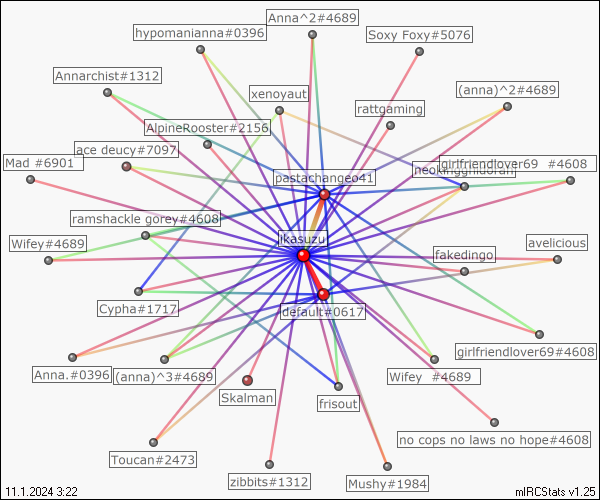 Anna^2#4689
hypomanianna#0396
Soxy Foxy#5076
Annarchist#1312
(anna)^2#4689
xenoyaut
rattgaming
AlpineRooster#2156
ace deucy#7097
Mad #6901
girlfriendlover69 #4608
pastachangeo41
ramshackle gorey#4608
jkasuzu
Wifey#4689
avelicious
fakedingo
Cypha#1717
default#0617
girlfriendlover69#4608
Anna.#0396
(anna)^3#4689
Wifey #4689
Skalman
frisout
no cops no laws no hope#4608
Toucan#2473
zibbits#1312
Mushy#1984
11.1.2024 3:22
mIRCStats v1.25